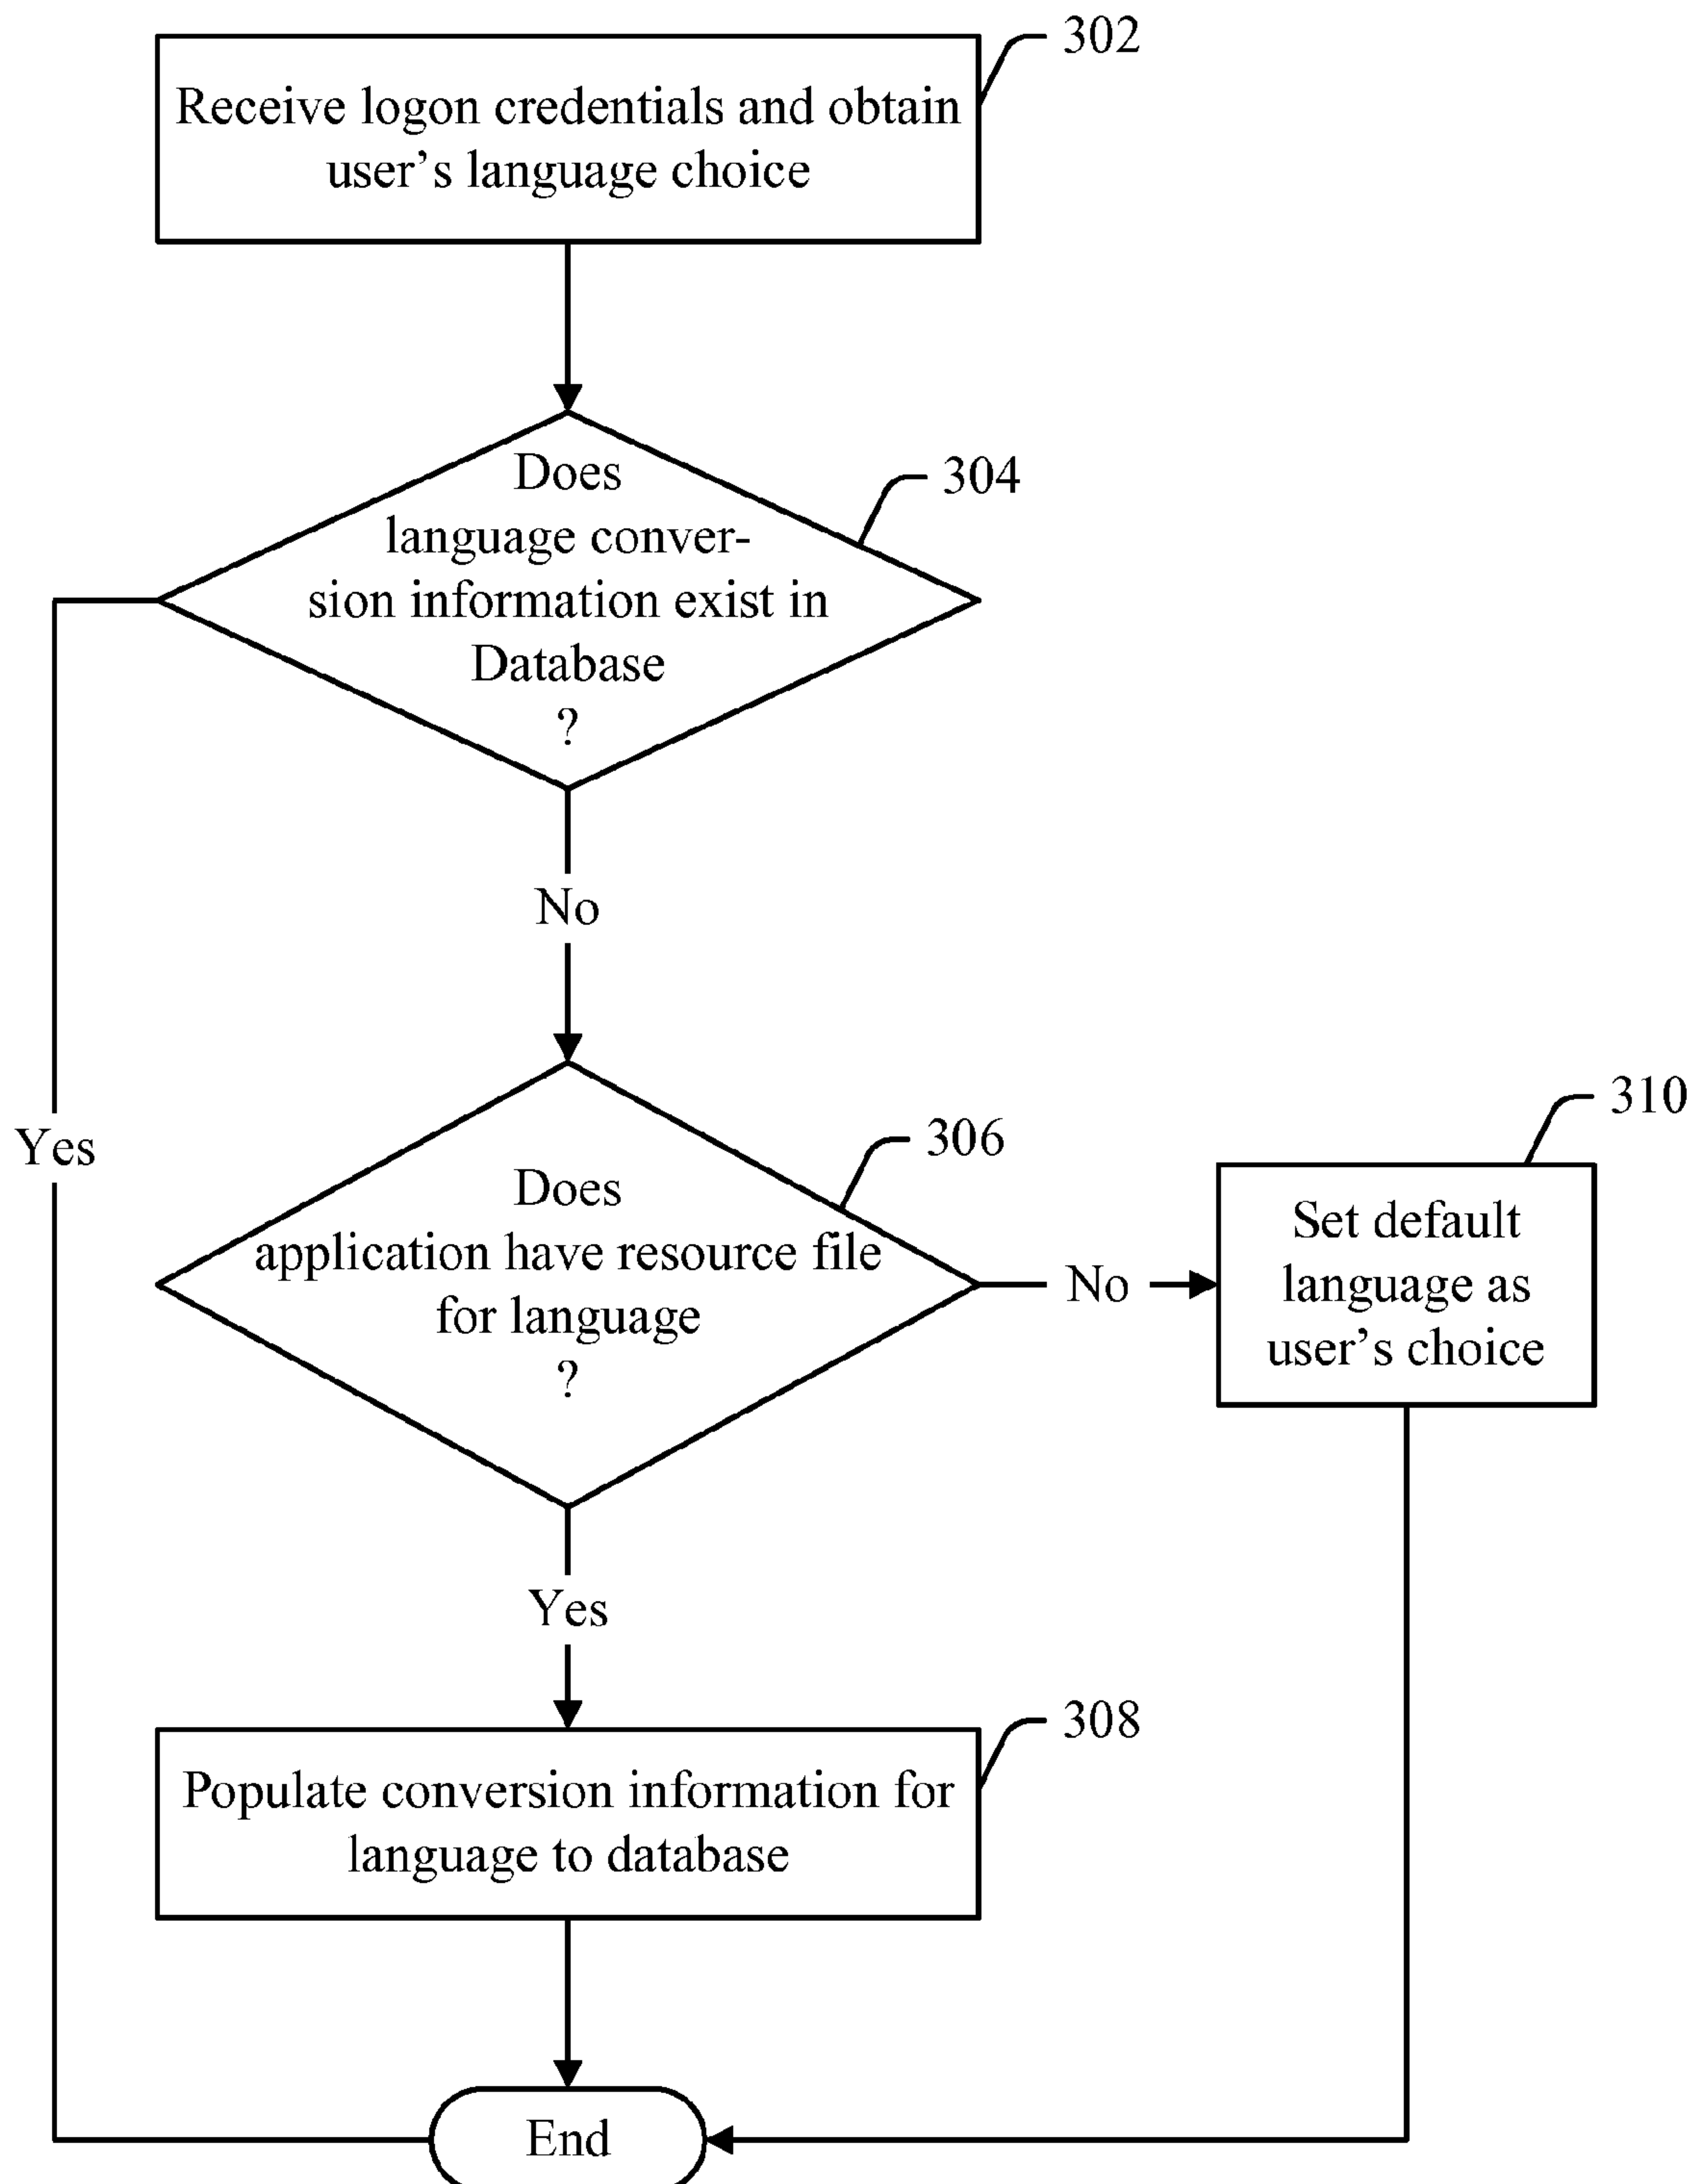 302
Receive logon credentials and obtain
user's language choice
304
Does
language conver-
sion information exist in
Database
?
No
Yes
306
Does
application have resource file
for language
?
No
310
Set default
language as
user's choice
Yes
308
Populate conversion information for
language to database
End